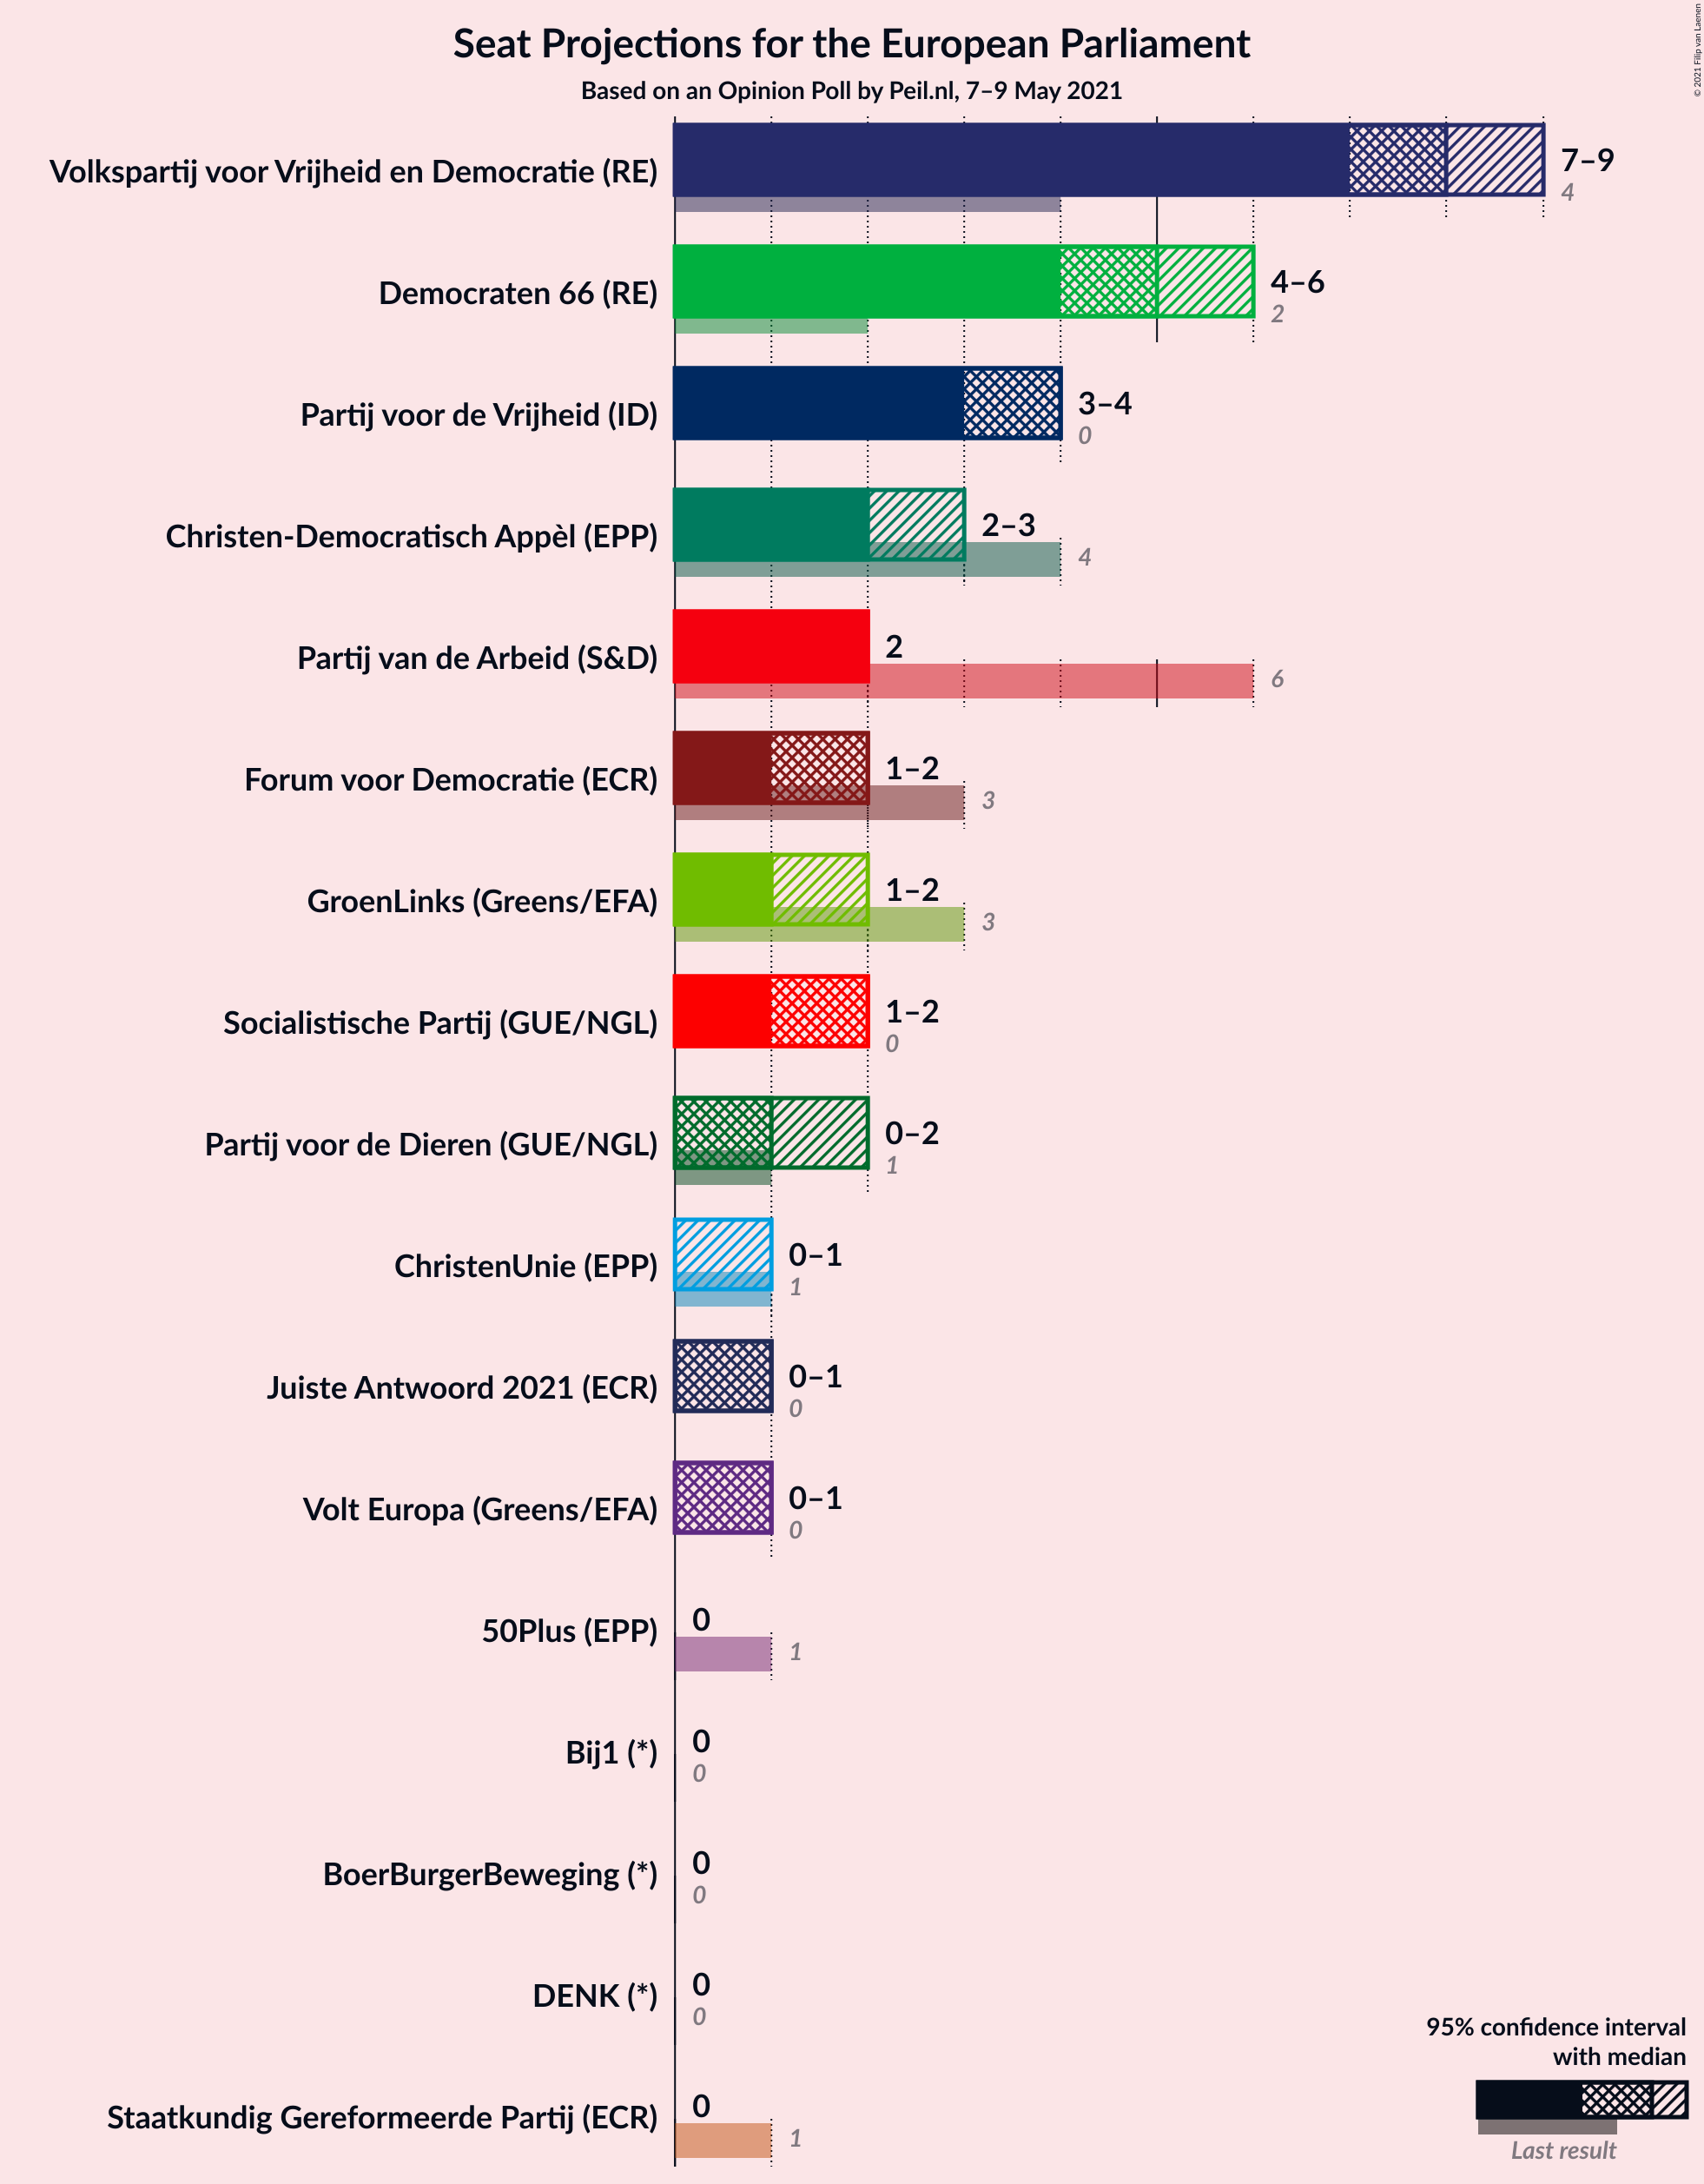 Seat Projections for the European Parliament
Based on an Opinion Poll by Peil.nl, 7–9 May 2021
© 2021 Filip van Laenen
Volkspartij voor Vrijheid en Democratie (RE)
7–9
4
Democraten 66 (RE)
4–6
2
Partij voor de Vrijheid (ID)
3–4
0
Christen-Democratisch Appèl (EPP)
2–3
4
Partij van de Arbeid (S&D)
2
6
Forum voor Democratie (ECR)
1–2
3
GroenLinks (Greens/EFA)
1–2
3
Socialistische Partij (GUE/NGL)
1–2
0
Partij voor de Dieren (GUE/NGL)
0–2
1
ChristenUnie (EPP)
0–1
1
Juiste Antwoord 2021 (ECR)
0–1
0
Volt Europa (Greens/EFA)
0–1
0
50Plus (EPP)
0
1
Bij1 (*)
0
0
BoerBurgerBeweging (*)
0
0
DENK (*)
0
0
Staatkundig Gereformeerde Partij (ECR)
0
1
95% confidence interval
with median
Last result